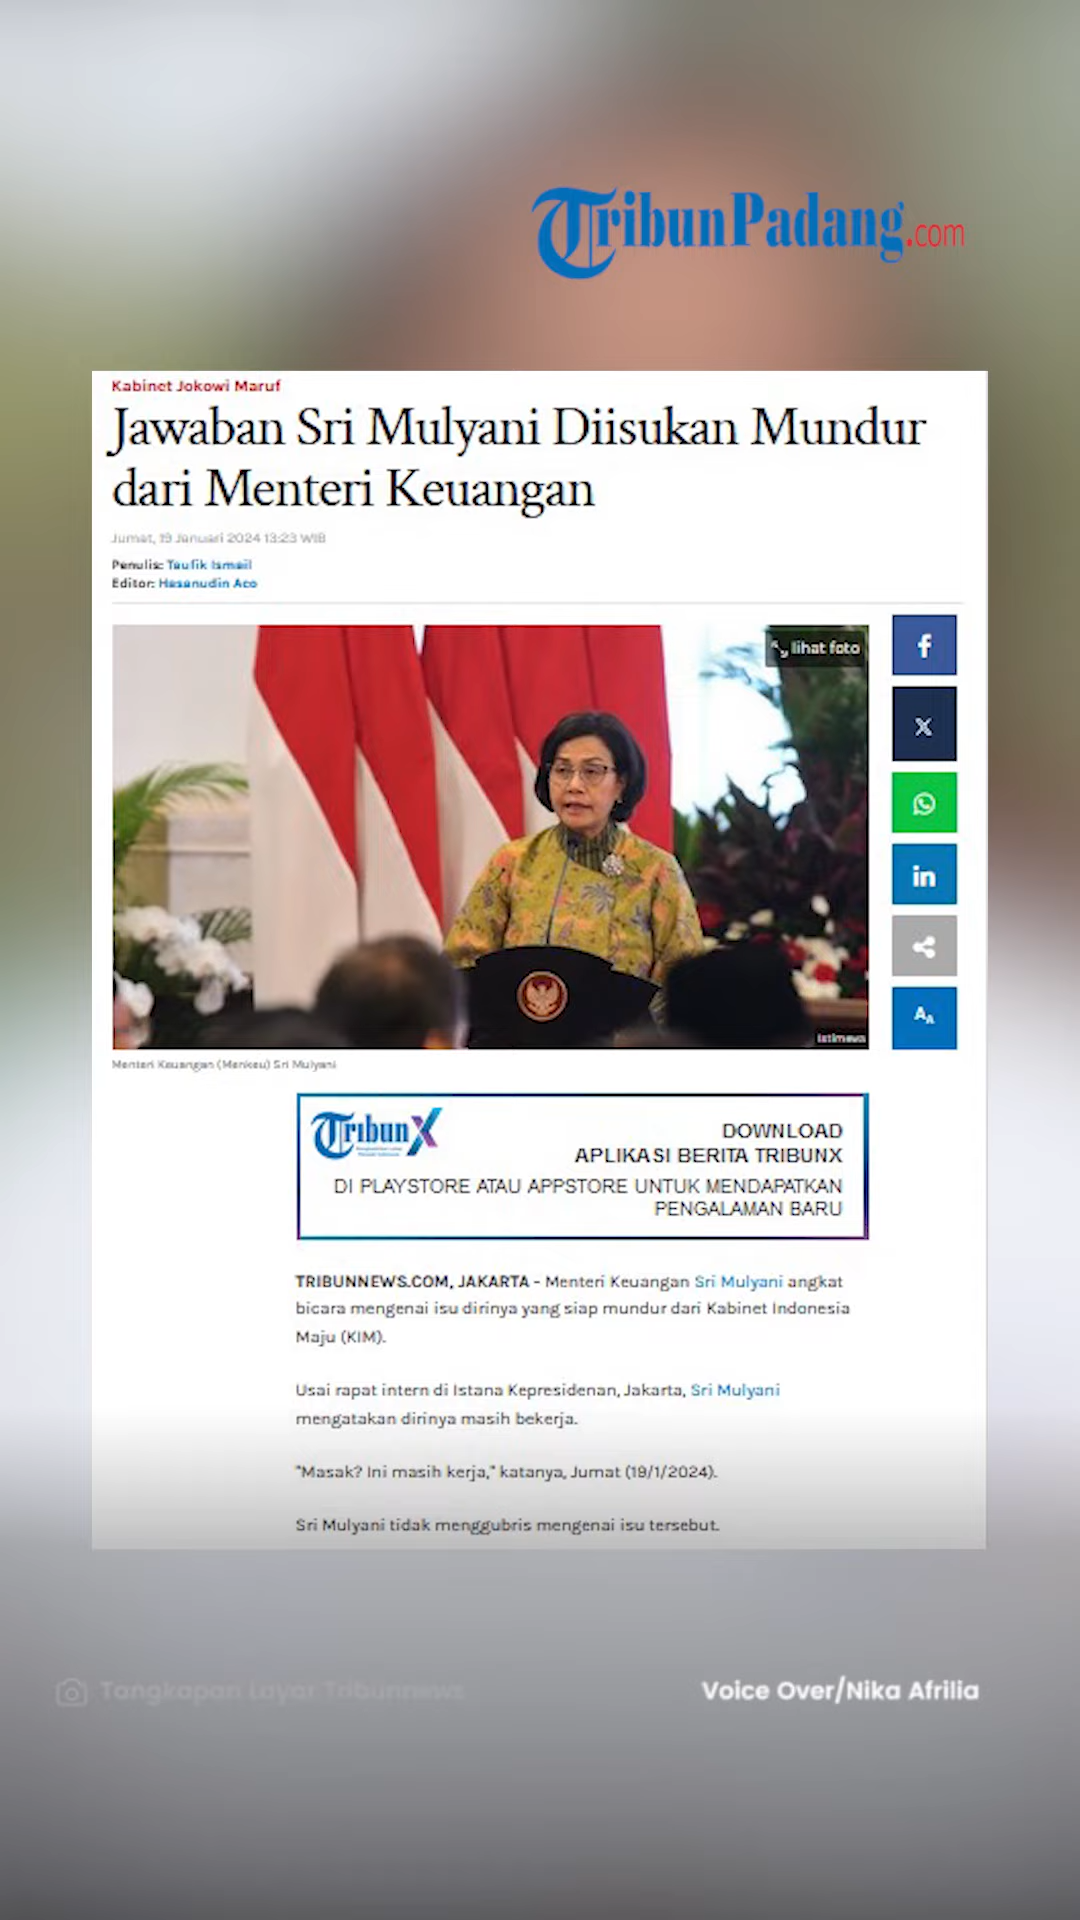 TribunPadang.com
Kabinet Jokowi Maruf
Jawaban Sri Mulyani Diisukan Mundur
dari Menteri Keuangan
Jumat, 19 Januari 2024 13:23 WIB
Penulis: Taufik Ismail
Editor: Hasanudin Aco
lihat foto
Istimewa
Menteri Keuangan (Menkeu) Sri Mulyani
TribunX
DOWNLOAD
APLIKASI BERITA TRIBUNX
DI PLAYSTORE ATAU APPSTORE UNTUK MENDAPATKAN
PENGALAMAN BARU
TRIBUNNEWS.COM, JAKARTA - Menteri Keuangan Sri Mulyani angkat
bicara mengenai isu dirinya yang siap mundur dari Kabinet Indonesia
Maju (KIM).
Usai rapat intern di Istana Kepresidenan, Jakarta, Sri Mulyani
mengatakan dirinya masih bekerja.
"Masak? Ini masih kerja," katanya, Jumat (19/1/2024).
Sri Mulyani tidak menggubris mengenai isu tersebut.
Tangkapan Layar Tribunnews
Voice Over/Nika Afrilia